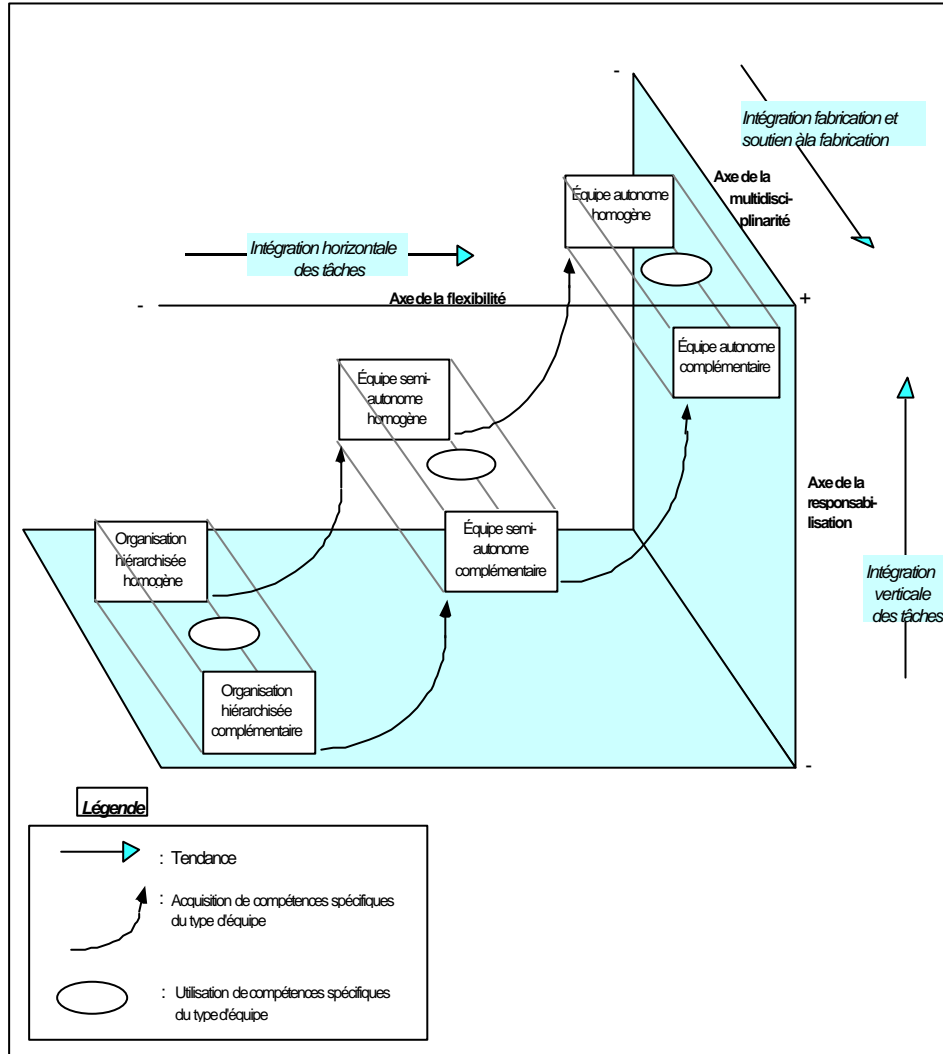 -
Intégration fabrication et
soutien àla fabrication
Axe de la
multidisci-
plinarité
Équipe autonome
homogène
Intégration horizontale
des tâches
-
Axe de la flexibilité
+
Équipe autonome
complémentaire
Équipe semi-
autonome
homogène
Axe de la
responsabi-
lisation
Organisation
hiérarchisée
homogène
Équipe semi-
autonome
complémentaire
Intégration
verticale
des tâches
Organisation
hiérarchisée
complémentaire
-
Légende
: Tendance
: Acquisition de compétences spécifiques
du type d'équipe
: Utilisation de compétences spécifiques
du type d'équipe